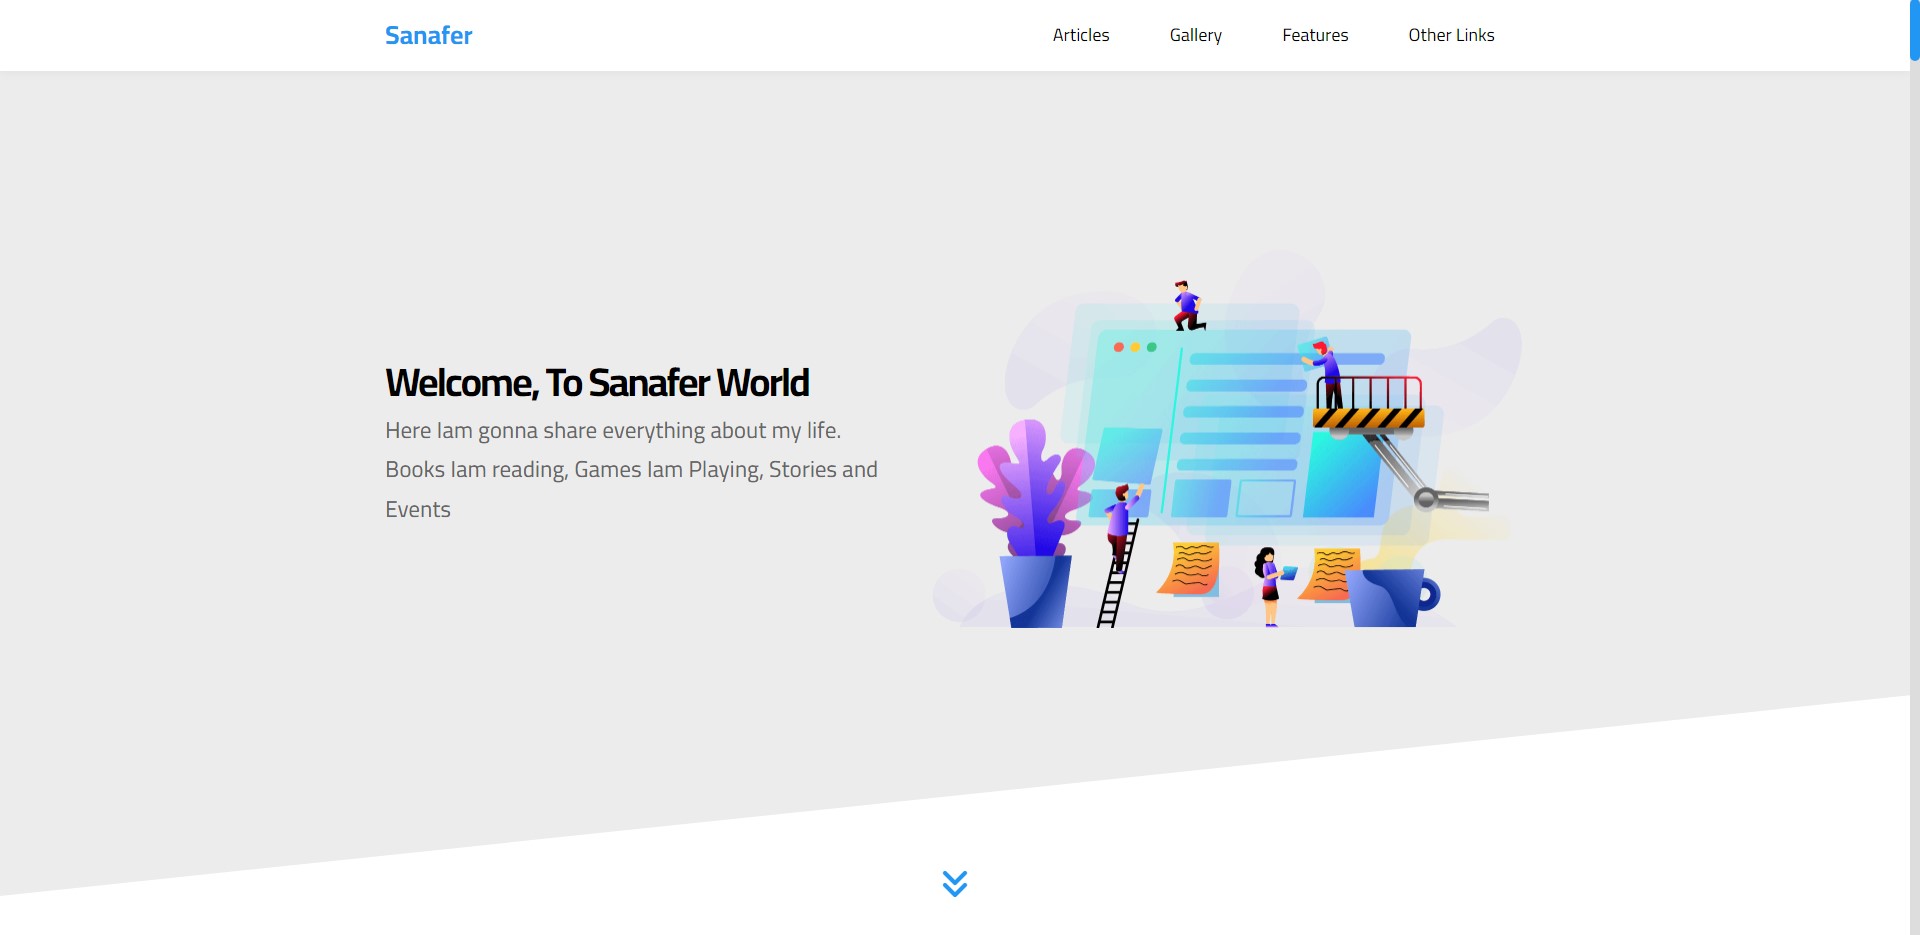 Sanafer
Articles
Gallery
Features
Other Links
Welcome, To Sanafer World
Here Iam gonna share everything about my life.
Books Iam reading, Games Iam Playing, Stories and
Events